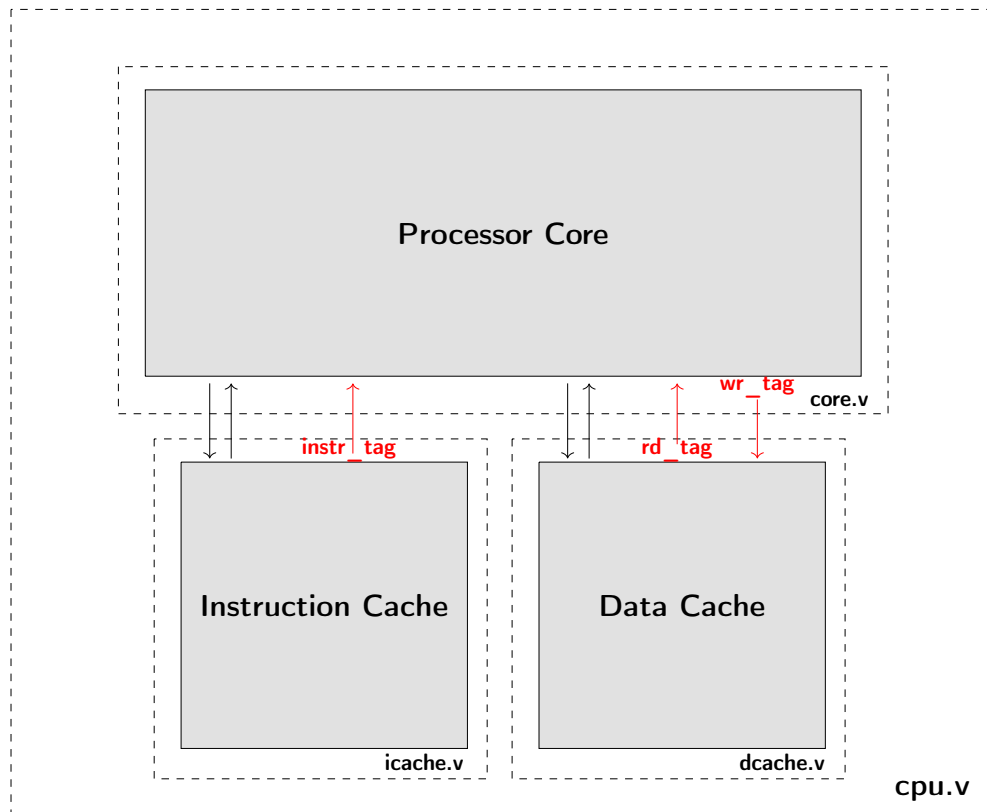 Processor Core
wr_tag
core.v
instr_tag
rd_tag
Instruction Cache
Data Cache
icache.v
dcache.v
cpu.v